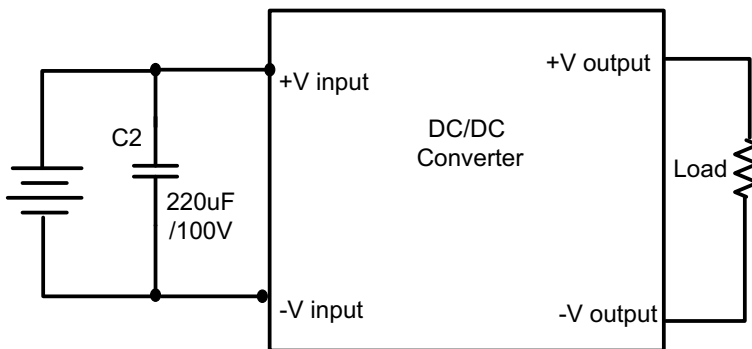 +V input
+V output
C2
DC/DC
Converter
Load
220uF
/100V
-V input
-V output